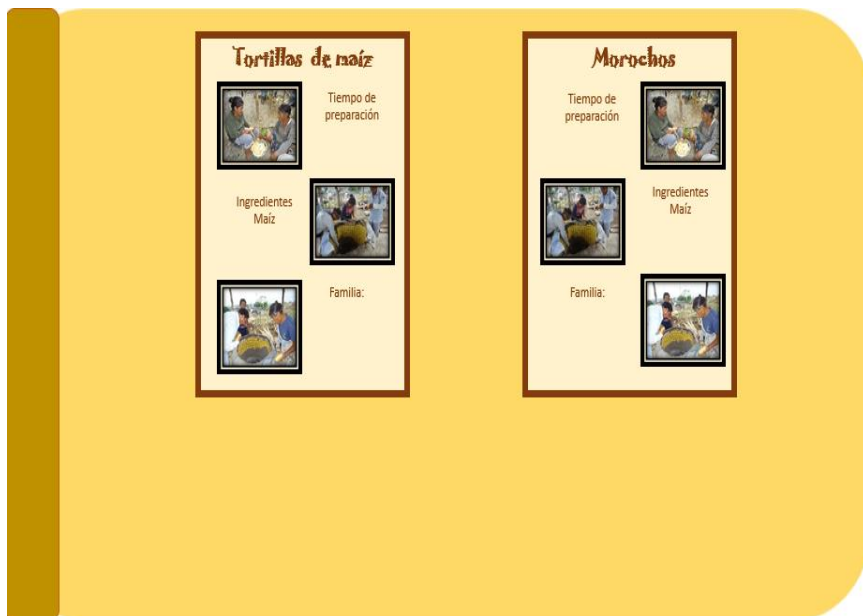 Tortillas de maíz
Tiempo de
preparación
Ingredientes
Maíz
Familia:
Morochos
Tiempo de
preparación
Ingredientes
Maíz
Familia: